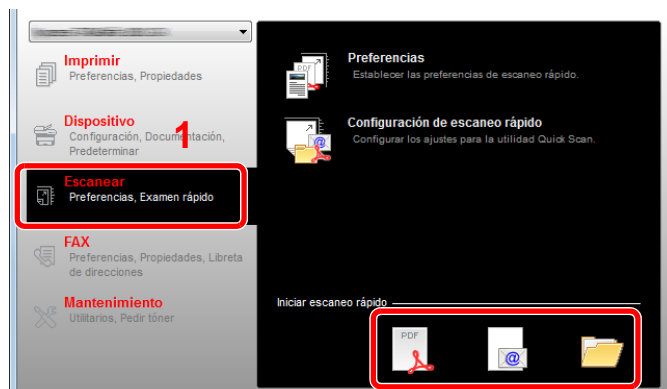 Imprimir
Preferencias, Propiedades
Dispositivo
Configuración, Documentación,
Predeterminar
1
Escanear
Preferencias, Examen rápido
FAX
Preferencias, Propiedades, Libreta
de direcciones
Mantenimiento
Utilitarios, Pedir tóner
Preferencias
Establecer las preferencias de escaneo rápido.
Configuración de escaneo rápido
Configurar los ajustes para la utilidad Quick Scan.
Iniciar escaneo rápido
PDF
@
PDF
@